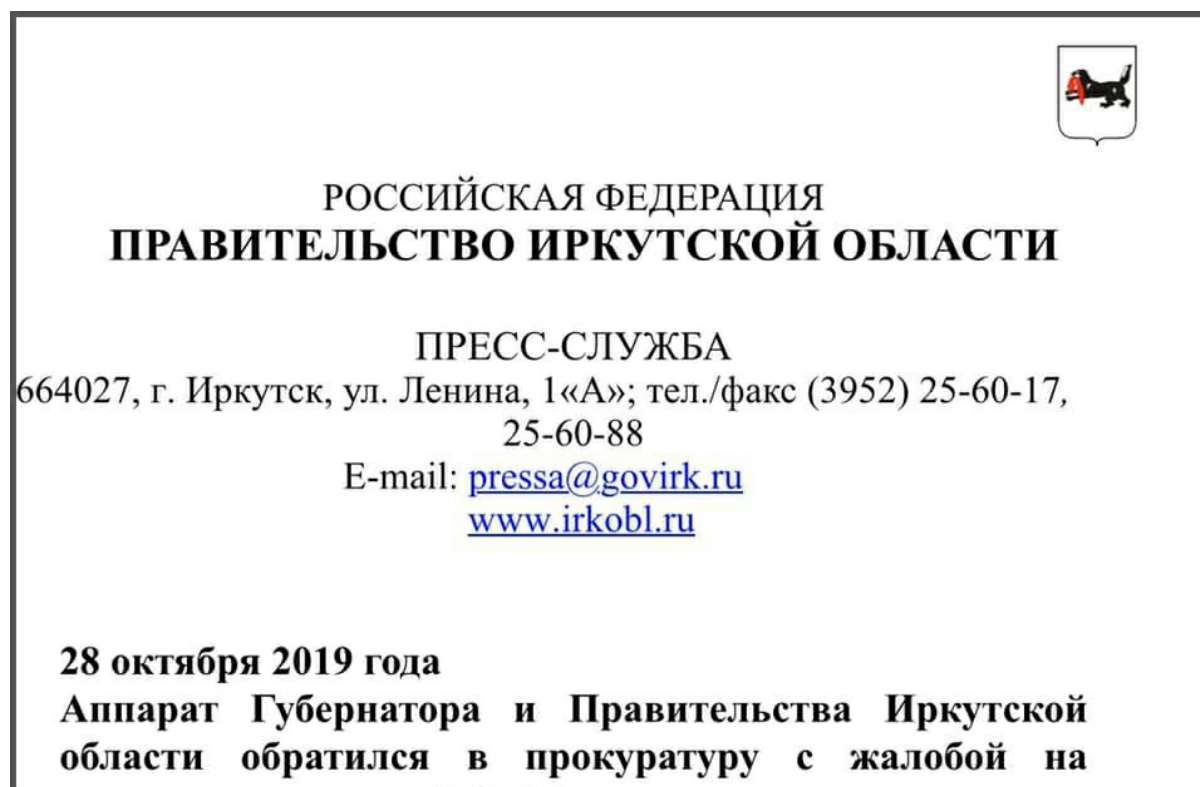 РОССИЙСКАЯ ФЕДЕРАЦИЯ
ПРАВИТЕЛЬСТВО ИРКУТСКОЙ ОБЛАСТИ
ПРЕСС-СЛУЖБА
664027, г. Иркутск, ул. Ленина, 1«А»; тел./факс (3952) 25-60-17,
25-60-88
E-mail: pressa@govirk.ru
www.irkobl.ru
28 октября 2019 года
Аппарат Губернатора и Правительства Иркутской
области обратился в прокуратуру с жалобой на